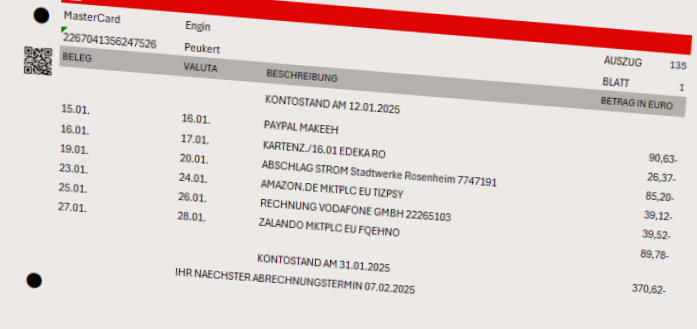 MasterCard Engin
2267041356247526 Peukert AUSZUG 135
BLATT 1
BELEG VALUTA BESCHREIBUNG BETRAG IN EURO
KONTOSTAND AM 12.01.2025
15.01. 16.01. PAYPAL MAKEEH 90,63-
16.01. 17.01. KARTENZ./16.01 EDEKA RO 26,37-
19.01. 20.01. ABSCHLAG STROM Stadtwerke Rosenheim 7747191 85,20-
23.01. 24.01. AMAZON.DE MKTPLC EU TIZPSY 39,12-
25.01. 26.01. RECHNUNG VODAFONE GMBH 22265103 39,52-
27.01. 28.01. ZALANDO MKTPLC EU FQEHNO 89,78-
KONTOSTAND AM 31.01.2025 370,62-
IHR NAECHSTER ABRECHNUNGSTERMIN 07.02.2025